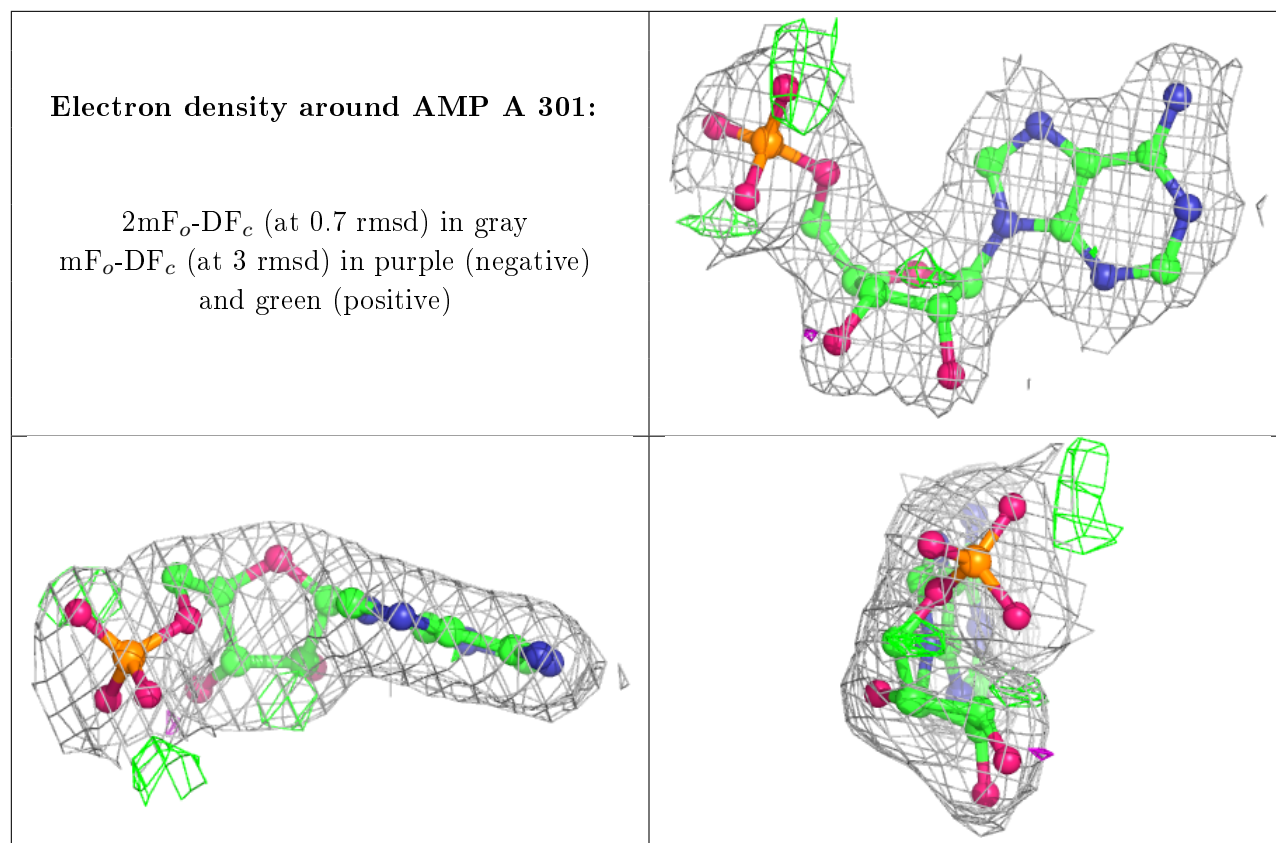 Electron density around AMP A 301:
2mFo-DFc (at 0.7 rmsd) in gray
mFo-DFc (at 3 rmsd) in purple (negative)
and green (positive)